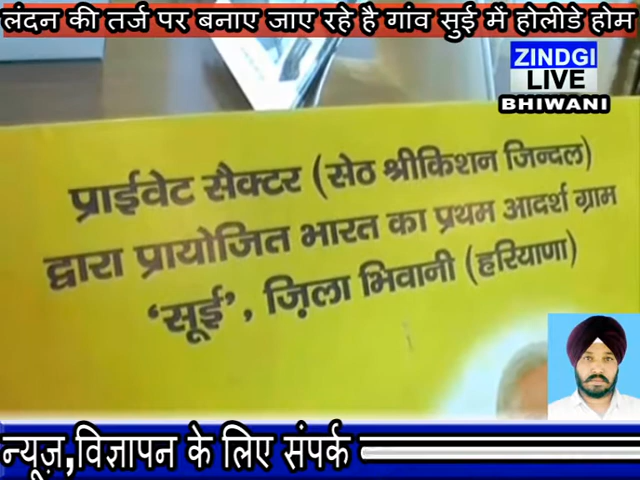 लंदन की तर्ज पर बनाए जाए रहे है गांव सुई में होलीडे होम
ZINDGI
LIVE
BHIWANI
प्राईवेट सैक्टर (सेठ श्रीकिशन जिन्दल)
द्वारा प्रायोजित भारत का प्रथम आदर्श ग्राम
‘सूई’, ज़िला भिवानी (हरियाणा)
न्यूज़,विज्ञापन के लिए संपर्क